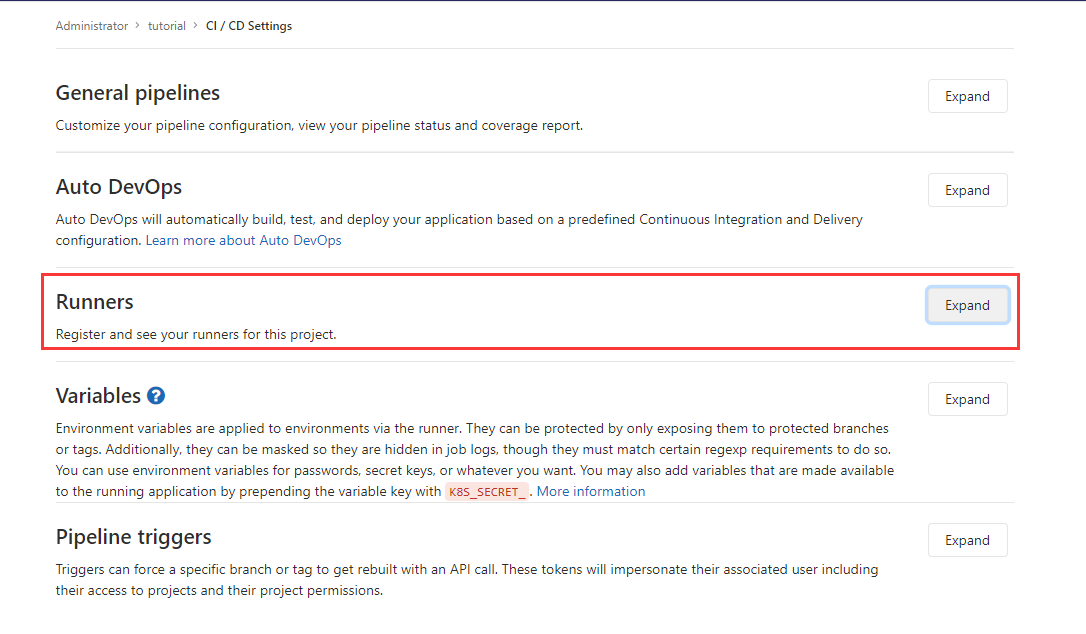 Administrator > tutorial > CI / CD Settings
General pipelines
Expand
Customize your pipeline configuration, view your pipeline status and coverage report.
Auto DevOps
Expand
Auto DevOps will automatically build, test, and deploy your application based on a predefined Continuous Integration and Delivery
configuration. Learn more about Auto DevOps
Runners
Expand
Register and see your runners for this project.
Variables ?
Expand
Environment variables are applied to environments via the runner. They can be protected by only exposing them to protected branches
or tags. Additionally, they can be masked so they are hidden in job logs, though they must match certain regexp requirements to do so.
You can use environment variables for passwords, secret keys, or whatever you want. You may also add variables that are made available
to the running application by prepending the variable key with K8S_SECRET_. More information
Pipeline triggers
Expand
Triggers can force a specific branch or tag to get rebuilt with an API call. These tokens will impersonate their associated user including
their access to projects and their project permissions.